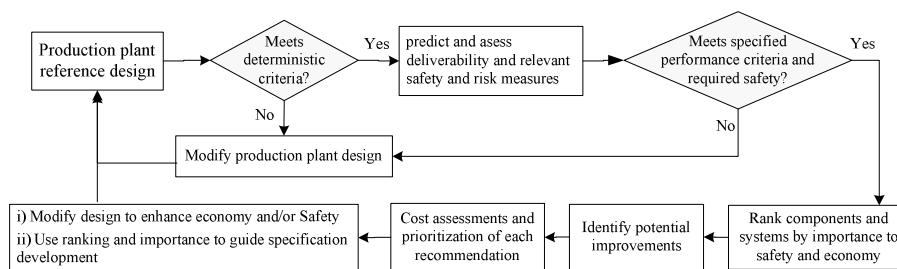 Production plant
reference design
Meets
deterministic
criteria?
Yes
No
predict and asess
deliverability and relevant
safety and risk measures
Meets specified
performance criteria and
required safety?
Yes
No
Modify production plant design
i) Modify design to enhance economy and/or Safety
ii) Use ranking and importance to guide specification
development
Cost assessments and
prioritization of each
recommendation
Identify potential
improvements
Rank components and
systems by importance to
safety and economy